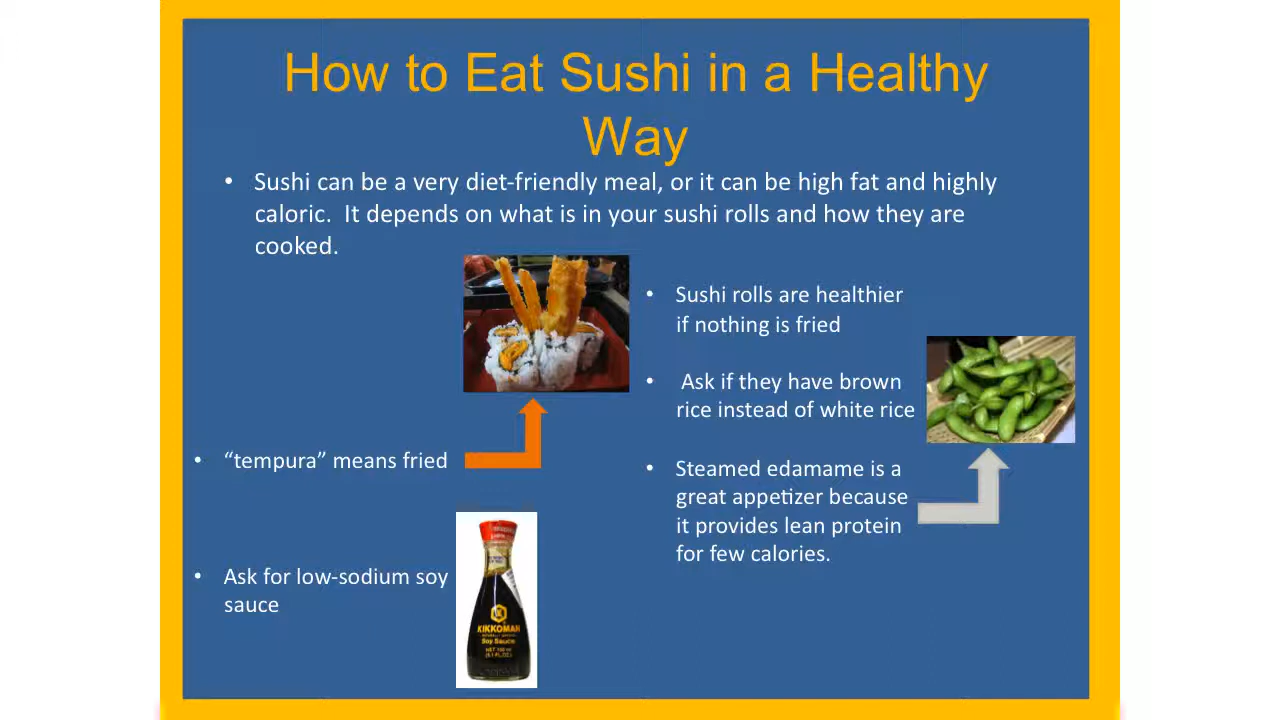 How to Eat Sushi in a Healthy
Way
• Sushi can be a very diet-friendly meal, or it can be high fat and highly
caloric.  It depends on what is in your sushi rolls and how they are
cooked.
• “tempura” means fried
• Ask for low-sodium soy
sauce
KIKKOMAN
Soy Sauce
• Sushi rolls are healthier
if nothing is fried
• Ask if they have brown
rice instead of white rice
• Steamed edamame is a
great appetizer because
it provides lean protein
for few calories.